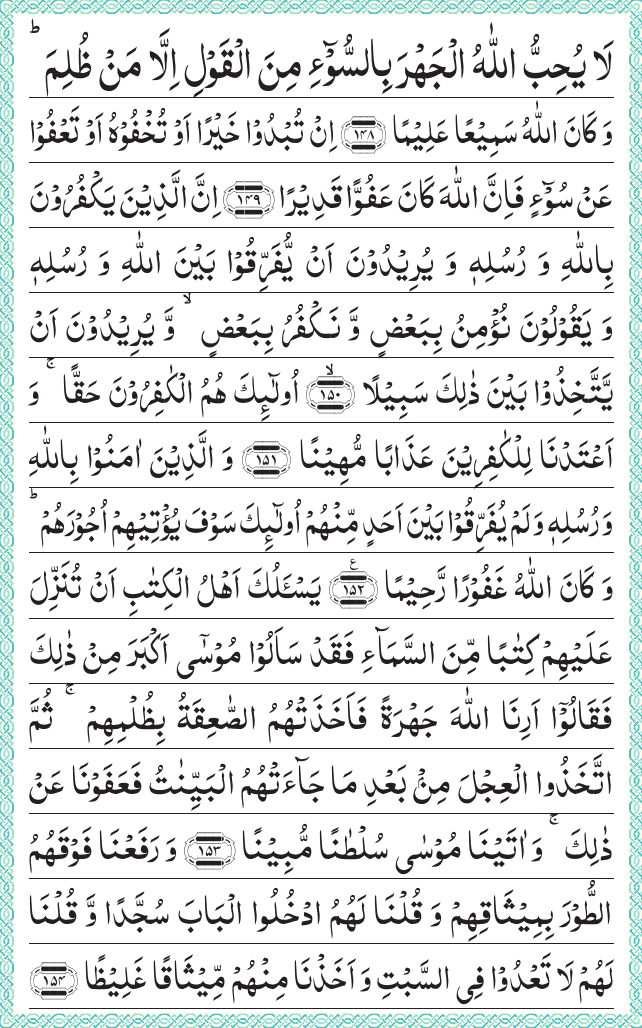 لَا یُحِبُّ اللّٰهُ الْجَهْرَ بِالسُّوْٓءِ مِنَ الْقَوْلِ اِلَّا مَنْ ظُلِمَ ؕ
وَ كَانَ اللّٰهُ سَمِیْعًا عَلِیْمًا ﴿۱۴۸﴾ اِنْ تُبْدُوْا خَیْرًا اَوْ تُخْفُوْهُ اَوْ تَعْفُوْا
عَنْ سُوْٓءٍ فَاِنَّ اللّٰهَ كَانَ عَفُوًّا قَدِیْرًا ﴿۱۴۹﴾ اِنَّ الَّذِیْنَ یَكْفُرُوْنَ
بِاللّٰهِ وَ رُسُلِهٖ وَ یُرِیْدُوْنَ اَنْ یُّفَرِّقُوْا بَیْنَ اللّٰهِ وَ رُسُلِهٖ
وَ یَقُوْلُوْنَ نُؤْمِنُ بِبَعْضٍ وَّ نَكْفُرُ بِبَعْضٍ ۙ وَّ یُرِیْدُوْنَ اَنْ
یَّتَّخِذُوْا بَیْنَ ذٰلِكَ سَبِیْلًا ﴿۱۵۰﴾ۙ اُولٰٓىِٕكَ هُمُ الْكٰفِرُوْنَ حَقًّا ۚ وَ
اَعْتَدْنَا لِلْكٰفِرِیْنَ عَذَابًا مُّهِیْنًا ﴿۱۵۱﴾ وَ الَّذِیْنَ اٰمَنُوْا بِاللّٰهِ
وَ رُسُلِهٖ وَ لَمْ یُفَرِّقُوْا بَیْنَ اَحَدٍ مِّنْهُمْ اُولٰٓىِٕكَ سَوْفَ یُؤْتِیْهِمْ اُجُوْرَهُمْ ؕ
وَ كَانَ اللّٰهُ غَفُوْرًا رَّحِیْمًا ﴿۱۵۲﴾ ع یَسْـَٔلُكَ اَهْلُ الْكِتٰبِ اَنْ تُنَزِّلَ
عَلَیْهِمْ كِتٰبًا مِّنَ السَّمَآءِ فَقَدْ سَاَلُوْا مُوْسٰۤى اَكْبَرَ مِنْ ذٰلِكَ
فَقَالُوْۤا اَرِنَا اللّٰهَ جَهْرَةً فَاَخَذَتْهُمُ الصّٰعِقَةُ بِظُلْمِهِمْ ۚ ثُمَّ
اتَّخَذُوا الْعِجْلَ مِنْۢ بَعْدِ مَا جَآءَتْهُمُ الْبَیِّنٰتُ فَعَفَوْنَا عَنْ
ذٰلِكَ ۚ وَ اٰتَیْنَا مُوْسٰى سُلْطٰنًا مُّبِیْنًا ﴿۱۵۳﴾ وَ رَفَعْنَا فَوْقَهُمُ
الطُّوْرَ بِمِیْثَاقِهِمْ وَ قُلْنَا لَهُمُ ادْخُلُوا الْبَابَ سُجَّدًا وَّ قُلْنَا
لَهُمْ لَا تَعْدُوْا فِی السَّبْتِ وَ اَخَذْنَا مِنْهُمْ مِّیْثَاقًا غَلِیْظًا ﴿۱۵۴﴾